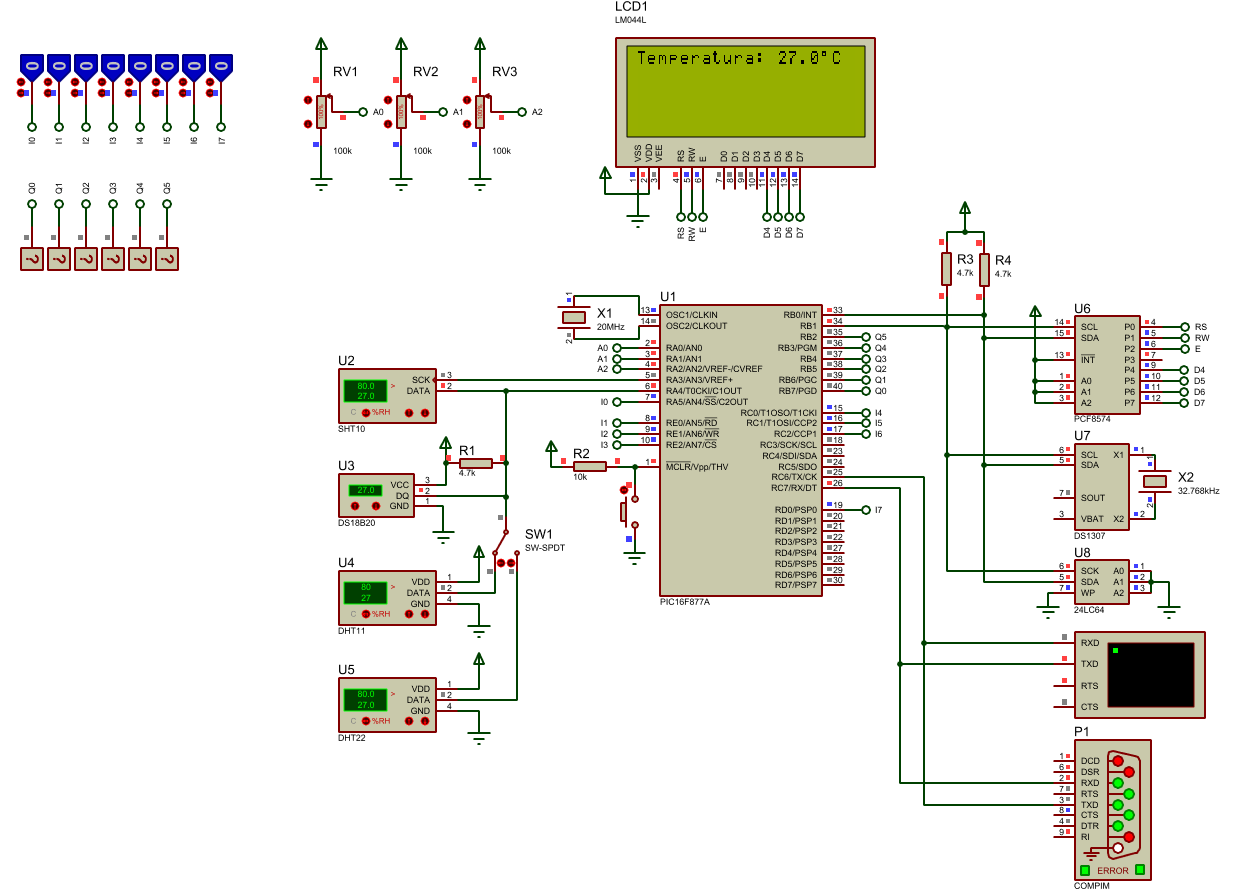 LCD1
LM044L
Temperatura: 27.0°C
VSS
VDD
VEE
RS
RW
E
D0
D1
D2
D3
D4
D5
D6
D7
1
2
3
4
5
6
7
8
9
10
11
12
13
14
RS
RW
E
D4
D5
D6
D7
0 0 0 0 0 0 0 0
I0
I1
I2
I3
I4
I5
I6
I7
Q0
Q1
Q2
Q3
Q4
Q5
? ? ? ? ? ?
RV1
100%
A0
100k
RV2
100%
A1
100k
RV3
100%
A2
100k
R3
4.7k
R4
4.7k
X1
20MHz
1
2
U1
13 OSC1/CLKIN
14 OSC2/CLKOUT
A0 2 RA0/AN0
A1 3 RA1/AN1
A2 4 RA2/AN2/VREF-/CVREF
5 RA3/AN3/VREF+
6 RA4/T0CKI/C1OUT
I0 7 RA5/AN4/SS/C2OUT
I1 8 RE0/AN5/RD
I2 9 RE1/AN6/WR
I3 10 RE2/AN7/CS
1 MCLR/Vpp/THV
RB0/INT 33
RB1 34
RB2 35 Q5
RB3/PGM 36 Q4
RB4 37 Q3
RB5 38 Q2
RB6/PGC 39 Q1
RB7/PGD 40 Q0
RC0/T1OSO/T1CKI 15 I4
RC1/T1OSI/CCP2 16 I5
RC2/CCP1 17 I6
RC3/SCK/SCL 18
RC4/SDI/SDA 23
RC5/SDO 24
RC6/TX/CK 25
RC7/RX/DT 26
RD0/PSP0 19 I7
RD1/PSP1 20
RD2/PSP2 21
RD3/PSP3 22
RD4/PSP4 27
RD5/PSP5 28
RD6/PSP6 29
RD7/PSP7 30
PIC16F877A
U2
80.0 >
27.0
SCK 3
DATA 2
C %RH
SHT10
R1
4.7k
R2
10k
U3
27.0
VCC 3
DQ 2
GND 1
DS18B20
SW1
SW-SPDT
U4
80 >
27
VDD 1
DATA 2
GND 4
C %RH
DHT11
U5
80.0 >
27.0
VDD 1
DATA 2
GND 4
C %RH
DHT22
U6
14 SCL P0 4 RS
15 SDA P1 5 RW
P2 6 E
13 INT P3 7
P4 9 D4
1 A0 P5 10 D5
2 A1 P6 11 D6
3 A2 P7 12 D7
PCF8574
U7
6 SCL X1 1
5 SDA
7 SOUT
3 VBAT X2 2
DS1307
X2
32.768kHz
1
2
U8
6 SCK A0 1
5 SDA A1 2
7 WP A2 3
24LC64
RXD
TXD
RTS
CTS
P1
1 DCD
6 DSR
2 RXD
7 RTS
3 TXD
8 CTS
4 DTR
9 RI
ERROR
COMPIM